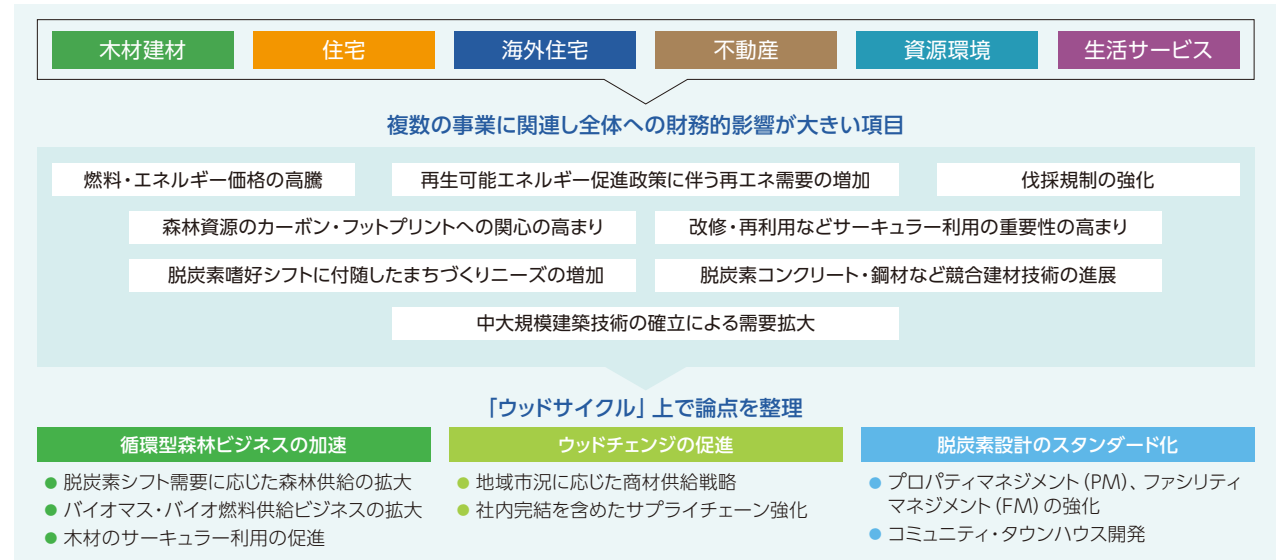 木材建材
住宅
海外住宅
不動産
資源環境
生活サービス
複数の事業に関連し全体への財務的影響が大きい項目
燃料・エネルギー価格の高騰
再生可能エネルギー促進政策に伴う再エネ需要の増加
伐採規制の強化
森林資源のカーボン・フットプリントへの関心の高まり
改修・再利用などサーキュラー利用の重要性の高まり
脱炭素嗜好シフトに付随したまちづくりニーズの増加
脱炭素コンクリート・鋼材など競合建材技術の進展
中大規模建築技術の確立による需要拡大
「ウッドサイクル」上で論点を整理
循環型森林ビジネスの加速
● 脱炭素シフト需要に応じた森林供給の拡大
● バイオマス・バイオ燃料供給ビジネスの拡大
● 木材のサーキュラー利用の促進
ウッドチェンジの促進
● 地域市況に応じた商材供給戦略
● 社内完結を含めたサプライチェーン強化
脱炭素設計のスタンダード化
● プロパティマネジメント（PM）、ファシリティ
マネジメント（FM）の強化
● コミュニティ・タウンハウス開発